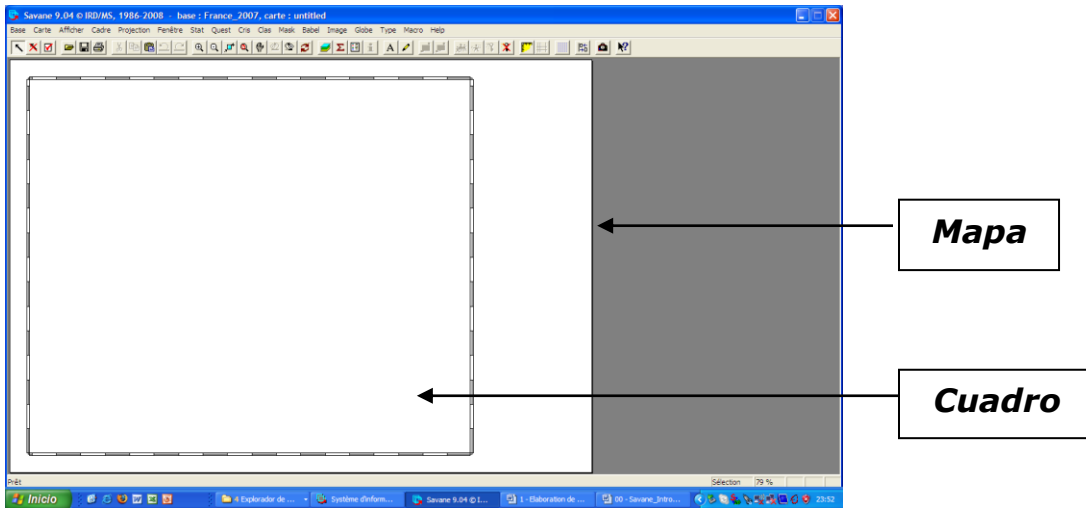 Savane 9.04 © IRD/MS, 1986-2008 - base : France_2007, carte : untitled
Base Carte Afficher Cadre Projection Fenêtre Stat Quest Cris Clas Mask Babel Image Globe Type Macro Help
Mapa
Cuadro
Prêt
Sélection 79 %
Inicio
4 Explorador de ...
Système d'inform...
Savane 9.04 © I...
1 - Elaboration de ...
00 - Savane_Intro...
23:52